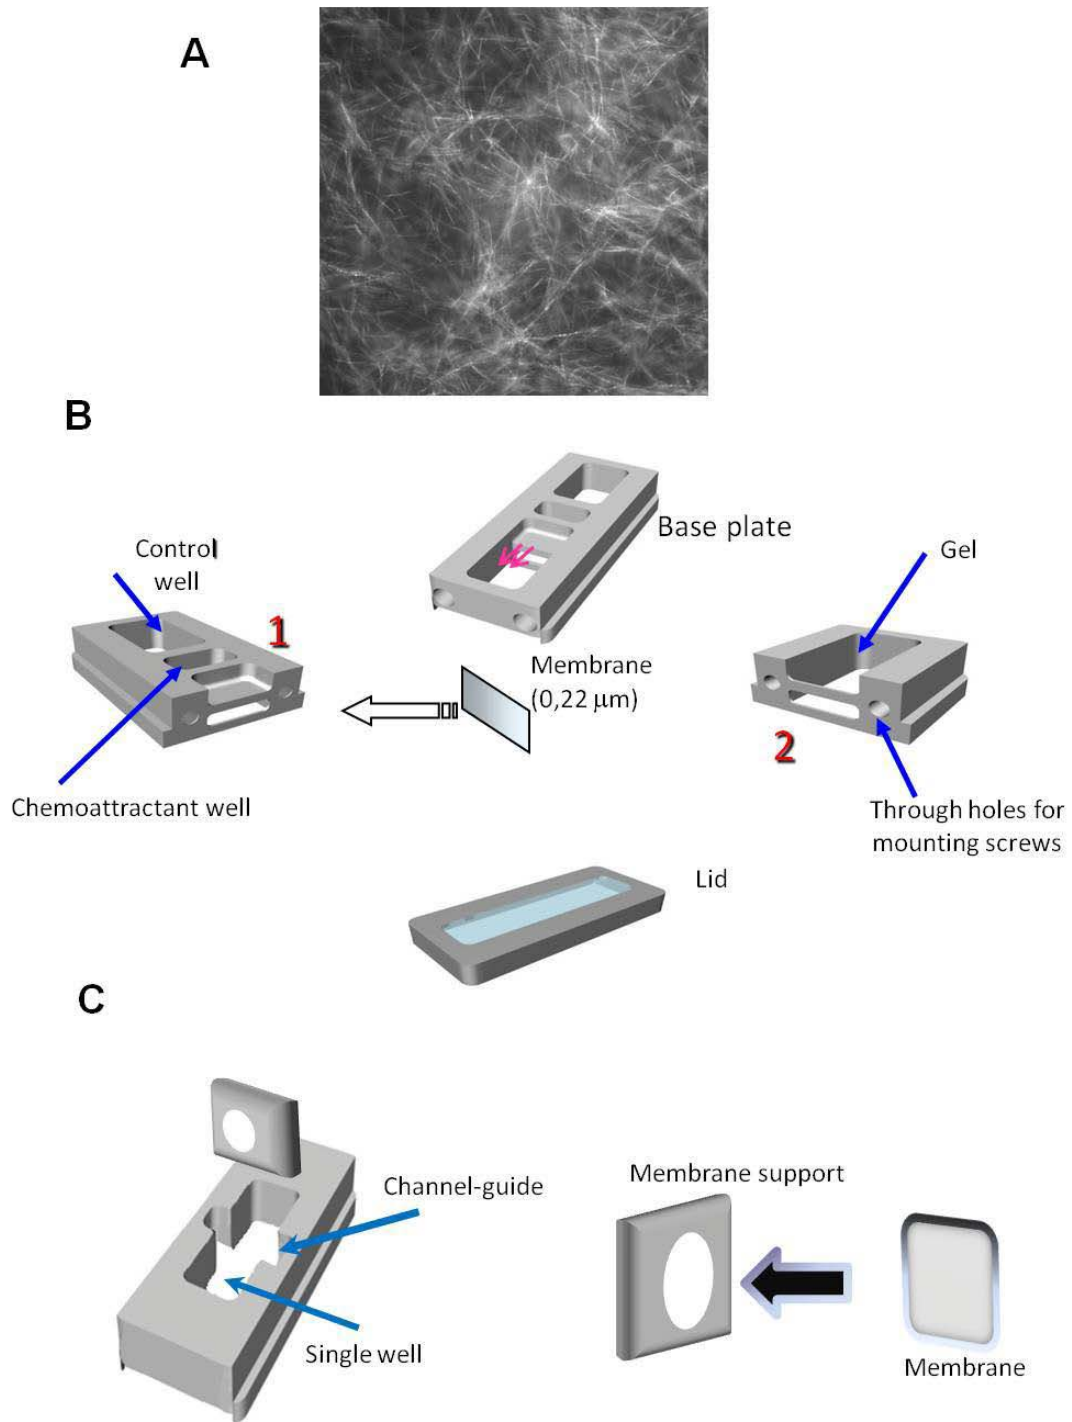 A
B
Base plate
Control
well
1
Gel
Membrane
(0,22 μm)
2
Chemoattractant well
Through holes for
mounting screws
Lid
C
Channel-guide
Membrane support
Single well
Membrane